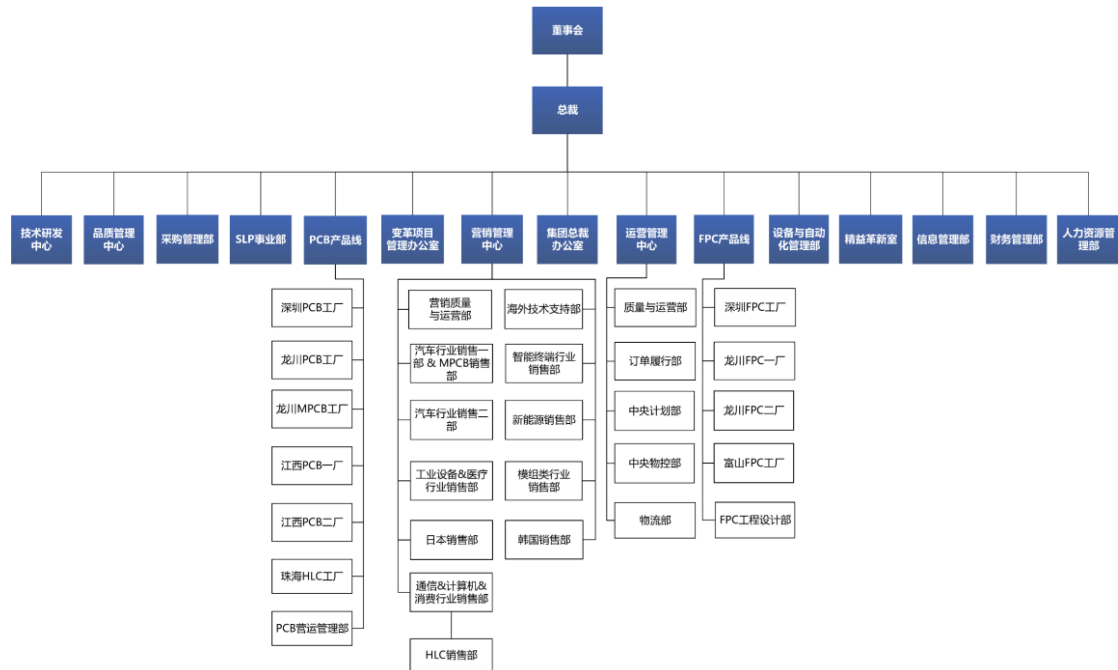 董事会
总裁
技术研发
中心
品质管理
中心
采购管理部
SLP事业部
PCB产品线
变革项目
管理办公室
营销管理
中心
集团总裁
办公室
运营管理
中心
FPC产品线
设备与自动
化管理部
精益革新室
信息管理部
财务管理部
人力资源管
理部
深圳PCB工厂
龙川PCB工厂
龙川MPCB工厂
江西PCB一厂
江西PCB二厂
珠海HLC工厂
PCB营运管理部
营销质量
与运营部
汽车行业销售一
部 & MPCB销售
部
汽车行业销售二
部
工业设备&医疗
行业销售部
日本销售部
通信&计算机&
消费行业销售部
HLC销售部
海外技术支持部
智能终端行业
销售部
新能源销售部
模组类行业
销售部
韩国销售部
质量与运营部
订单履行部
中央计划部
中央物控部
物流部
深圳FPC工厂
龙川FPC一厂
龙川FPC二厂
富山FPC工厂
FPC工程设计部